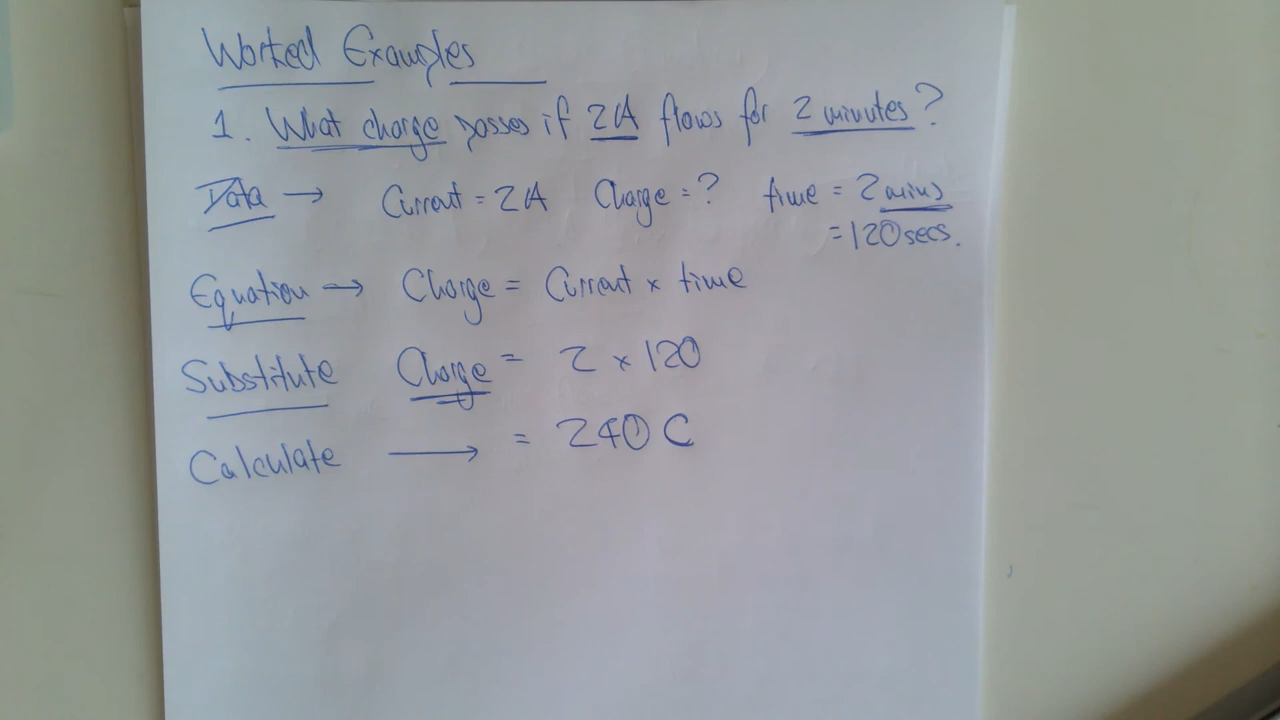 Worked Examples
1. What charge passes if 2A flows for 2 minutes?
Data → Current = 2A Charge = ? time = 2 mins
= 120 secs.
Equation → Charge = Current × time
Substitute Charge = 2 × 120
Calculate → = 240 C